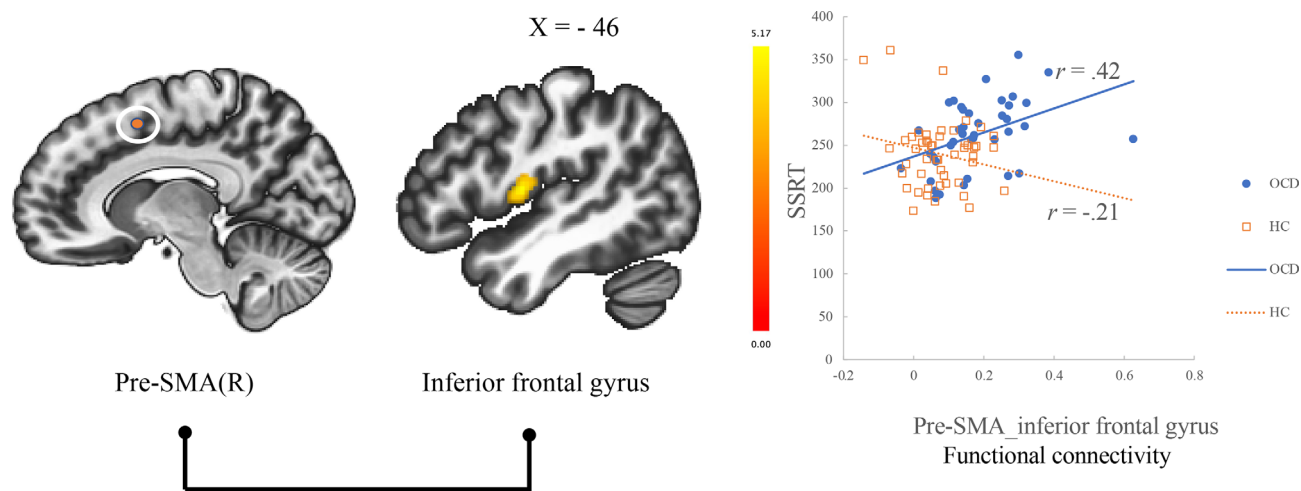 X = - 46
Pre-SMA(R)
Inferior frontal gyrus
5.17
0.00
400
350
300
250
200
150
100
50
0
SSRT
-0.2
0
0.2
0.4
0.6
0.8
r = .42
r = -.21
OCD
HC
OCD
HC
Pre-SMA_inferior frontal gyrus
Functional connectivity